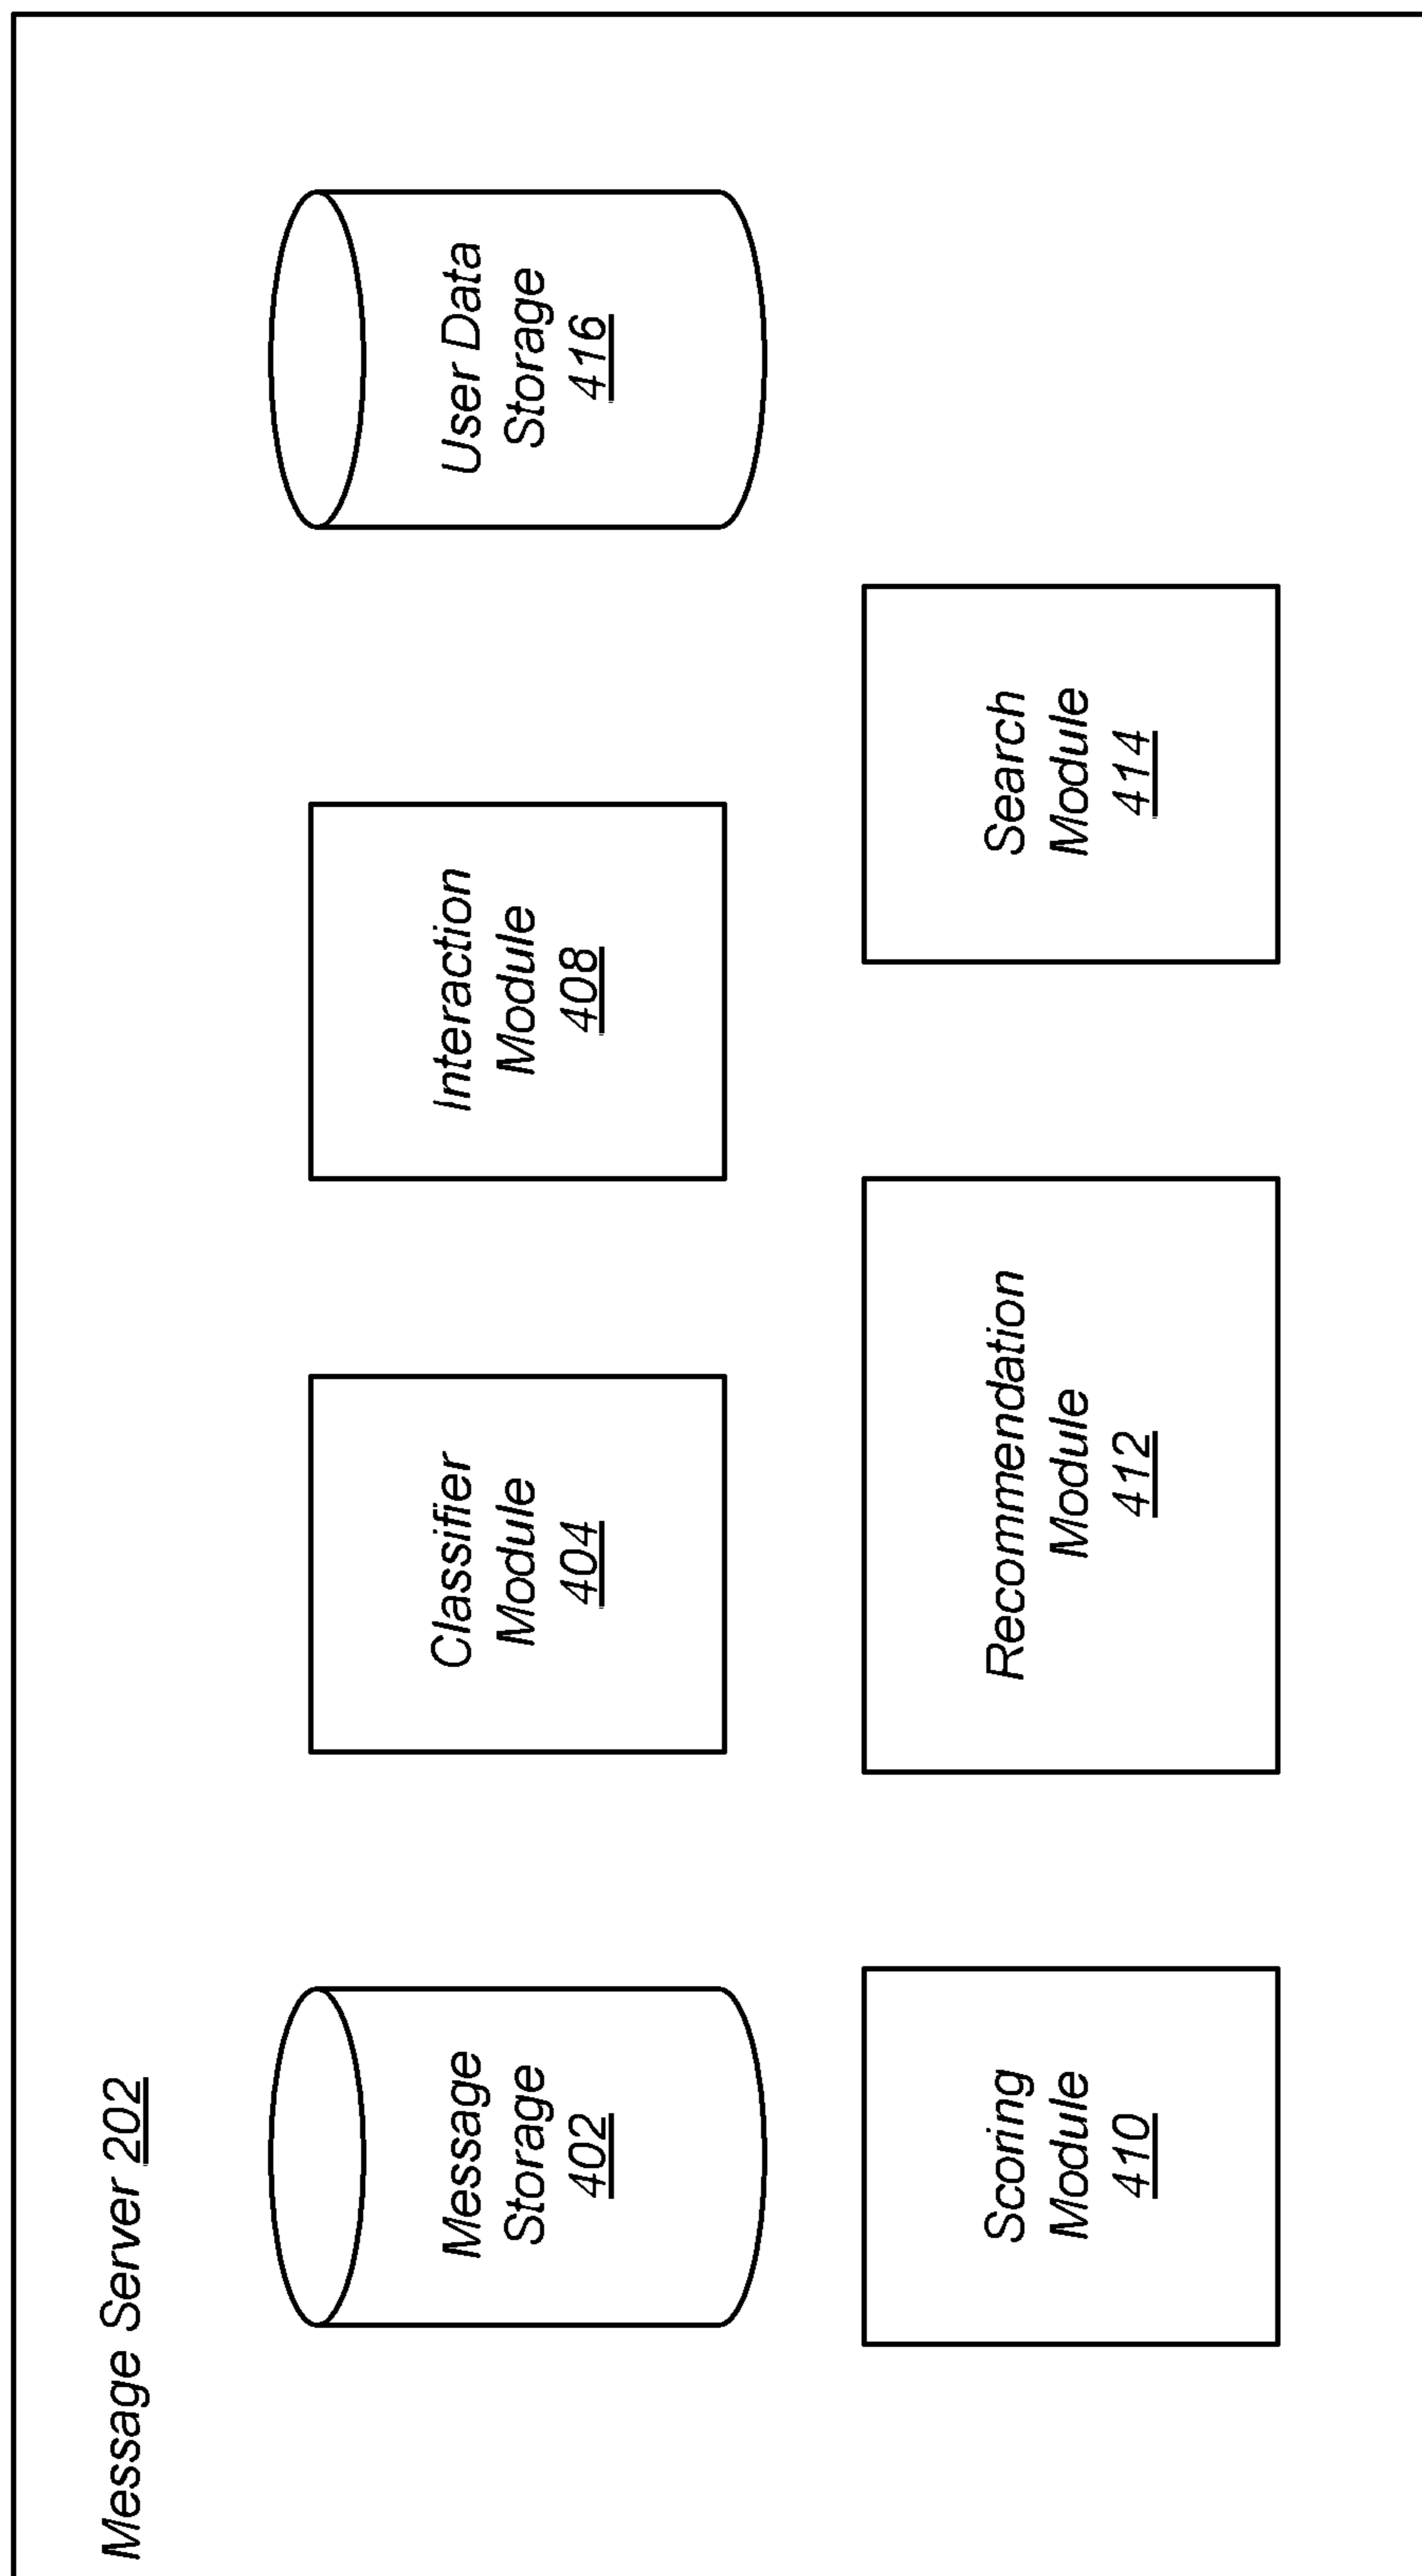 Message Server 202
Message
Storage
402
Classifier
Module
404
Interaction
Module
408
User Data
Storage
416
Scoring
Module
410
Recommendation
Module
412
Search
Module
414